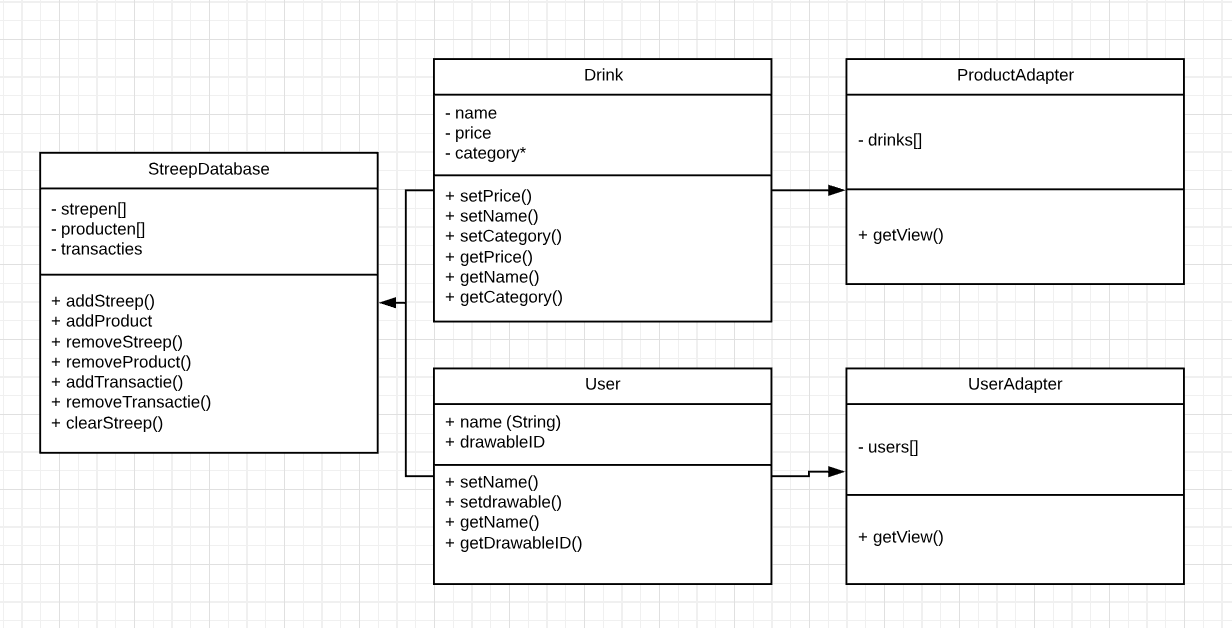 StreepDatabase
- strepen[]
- producten[]
- transacties
+ addStreep()
+ addProduct
+ removeStreep()
+ removeProduct()
+ addTransactie()
+ removeTransactie()
+ clearStreep()
Drink
- name
- price
- category*
+ setPrice()
+ setName()
+ setCategory()
+ getPrice()
+ getName()
+ getCategory()
ProductAdapter
- drinks[]
+ getView()
User
+ name (String)
+ drawableID
+ setName()
+ setdrawable()
+ getName()
+ getDrawableID()
UserAdapter
- users[]
+ getView()